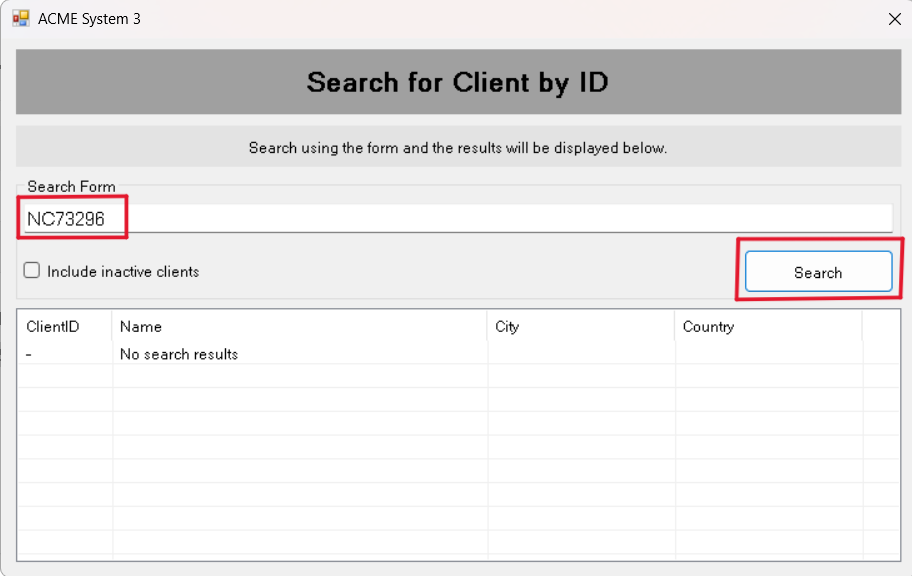 ACME System 3
Search for Client by ID
Search using the form and the results will be displayed below.
Search Form
NC73296
Include inactive clients
Search
ClientID Name City Country
- No search results